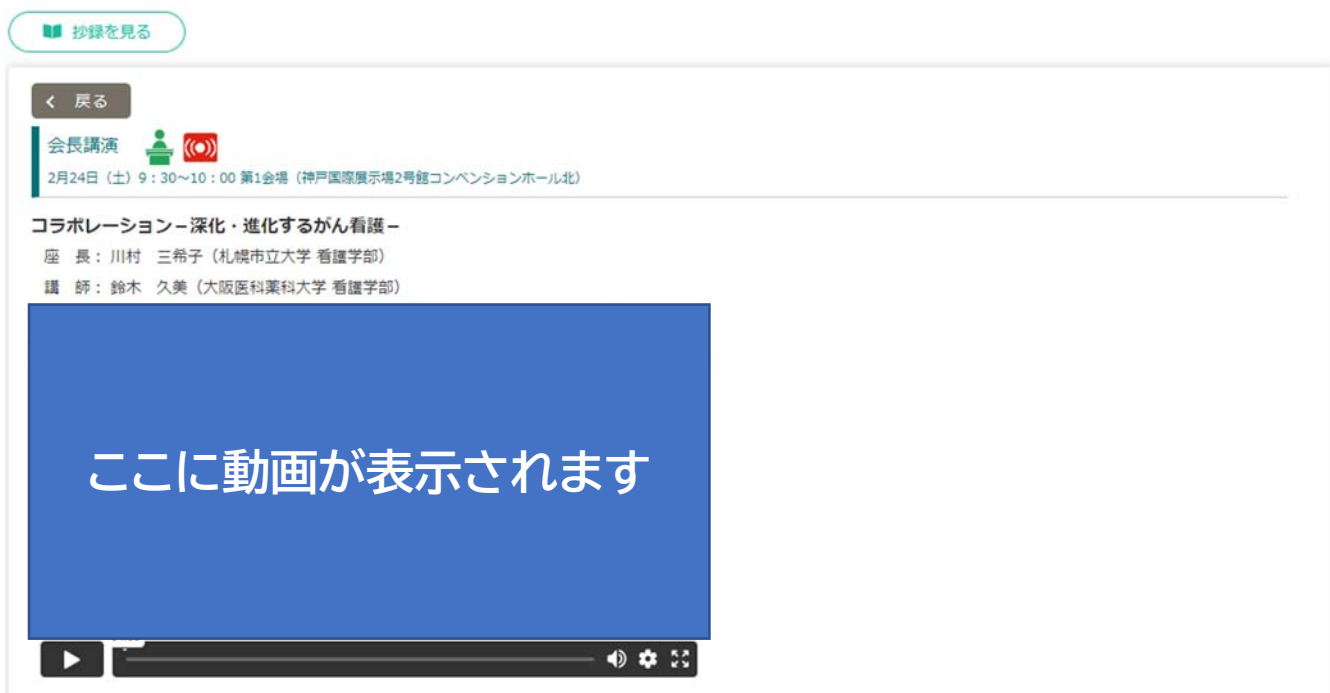 抄録を見る
戻る
会長講演
2月24日（土）9：30～10：00 第1会場（神戸国際展示場2号館コンベンションホール北）
コラボレーション－深化・進化するがん看護－
座　長：川村　三希子（札幌市立大学 看護学部）
講　師：鈴木　久美（大阪医科薬科大学 看護学部）
ここに動画が表示されます